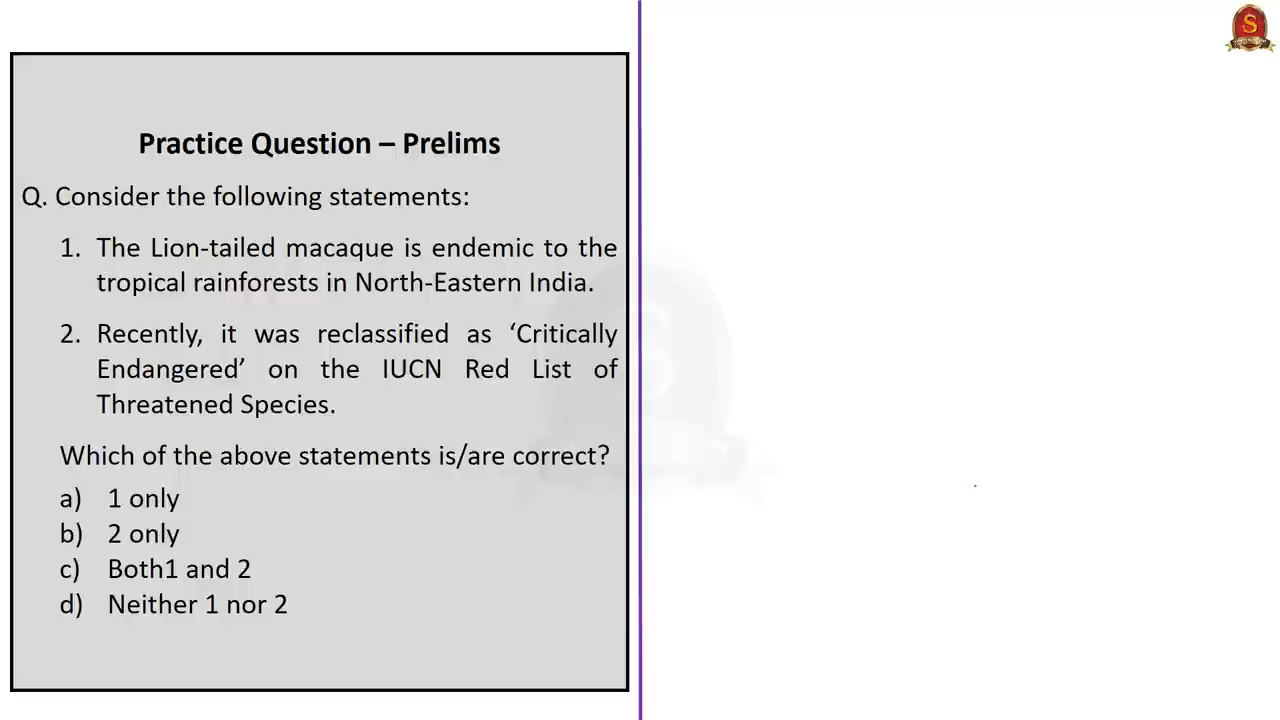 Practice Question – Prelims
Q. Consider the following statements:
1. The Lion-tailed macaque is endemic to the
tropical rainforests in North-Eastern India.
2. Recently, it was reclassified as ‘Critically
Endangered’ on the IUCN Red List of
Threatened Species.
Which of the above statements is/are correct?
a) 1 only
b) 2 only
c) Both1 and 2
d) Neither 1 nor 2
S